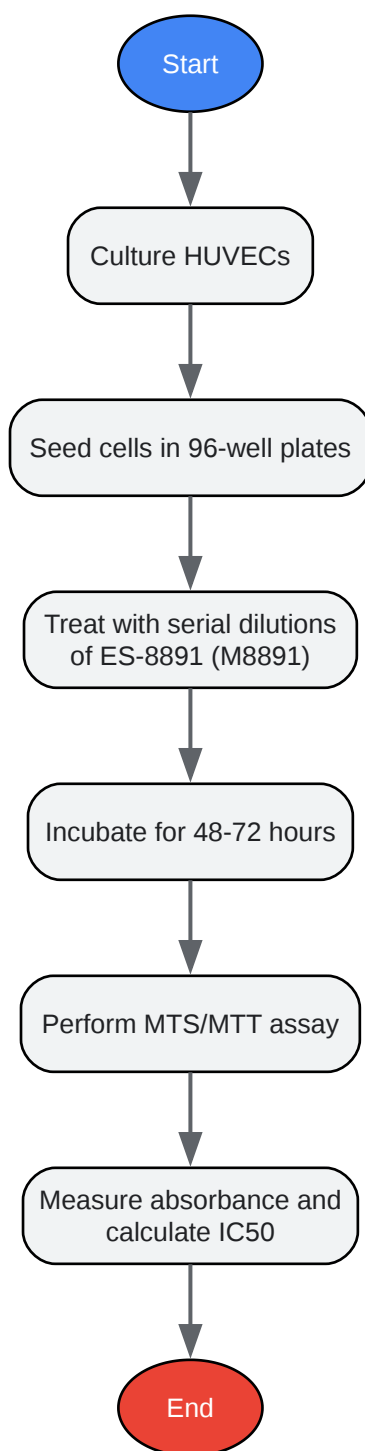 Start
Culture HUVECs
Seed cells in 96-well plates
Treat with serial dilutions
of ES-8891 (M8891)
Incubate for 48-72 hours
Perform MTS/MTT assay
Measure absorbance and
calculate IC50
End